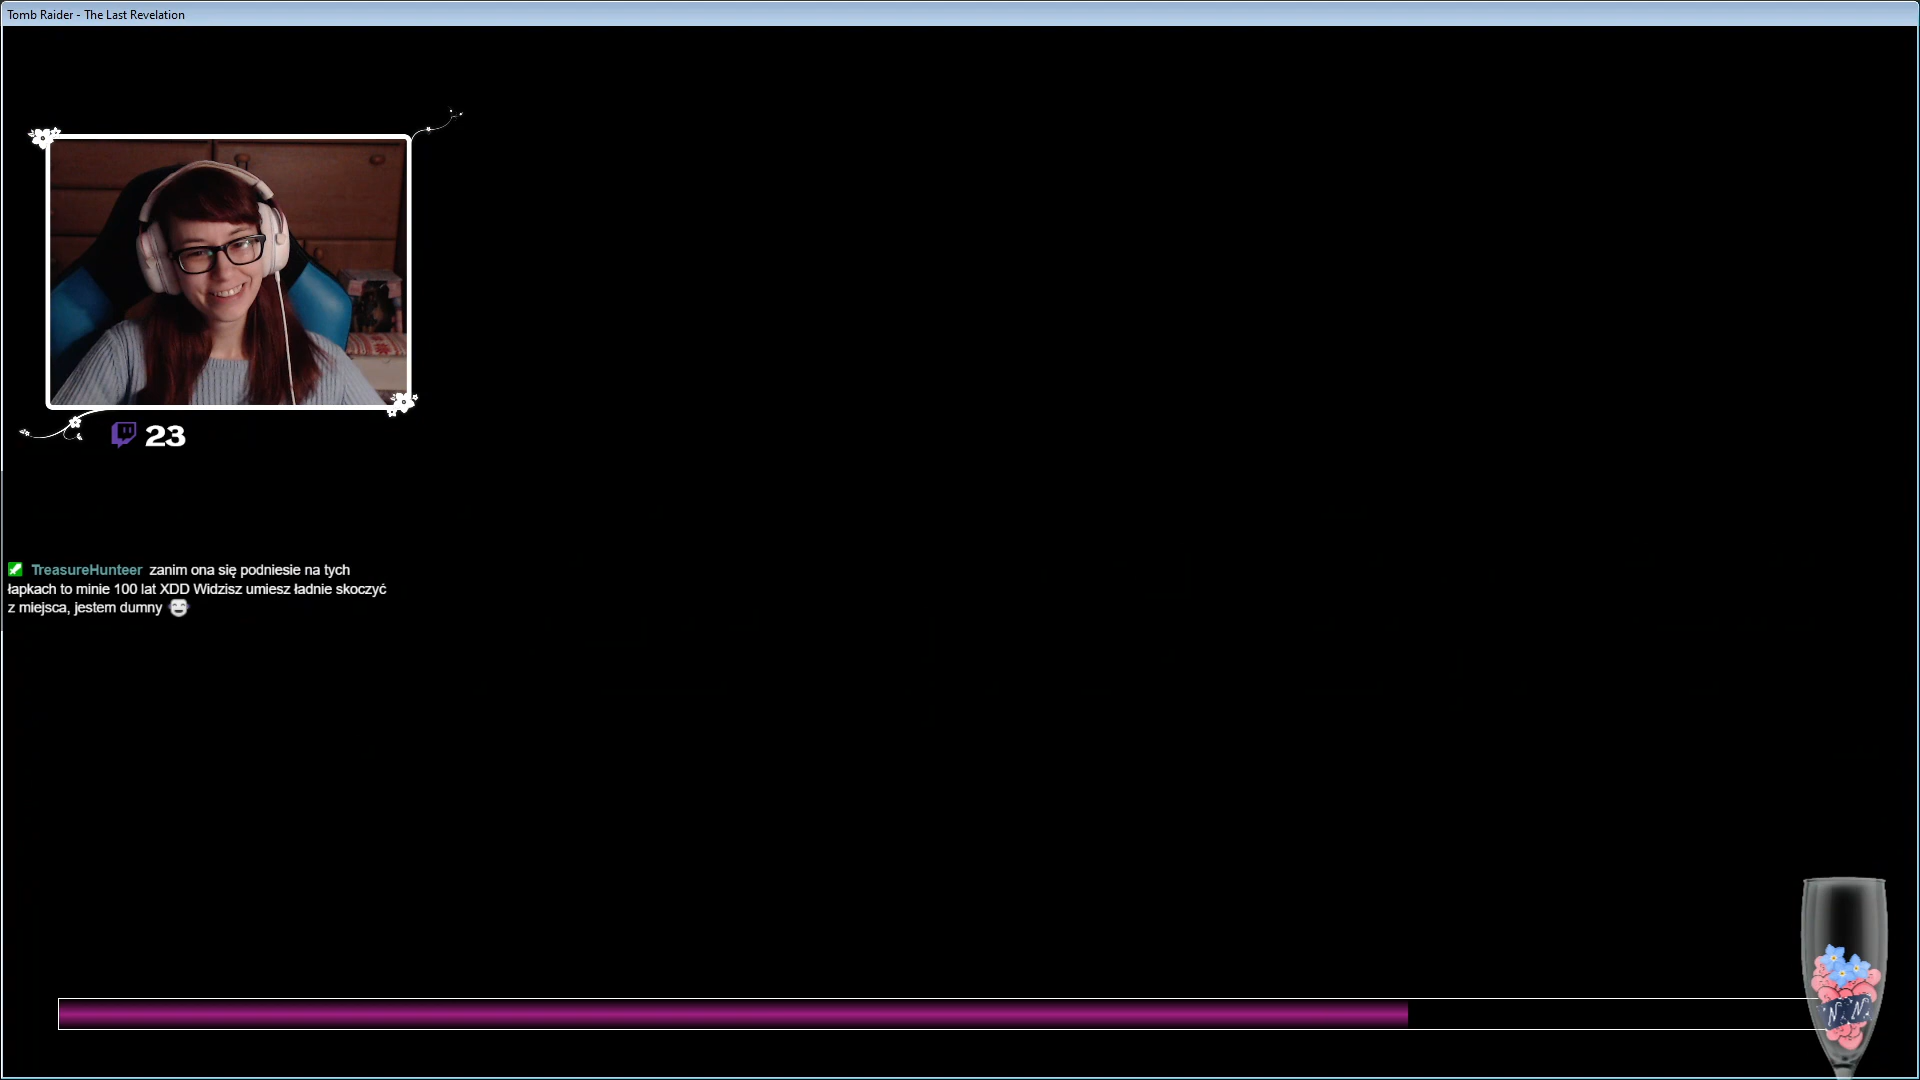 Tomb Raider - The Last Revelation
23
TreasureHunteer zanim ona się podniesie na tych
łapkach to minie 100 lat XDD Widzisz umiesz ładnie skoczyć
z miejsca, jestem dumny
N N